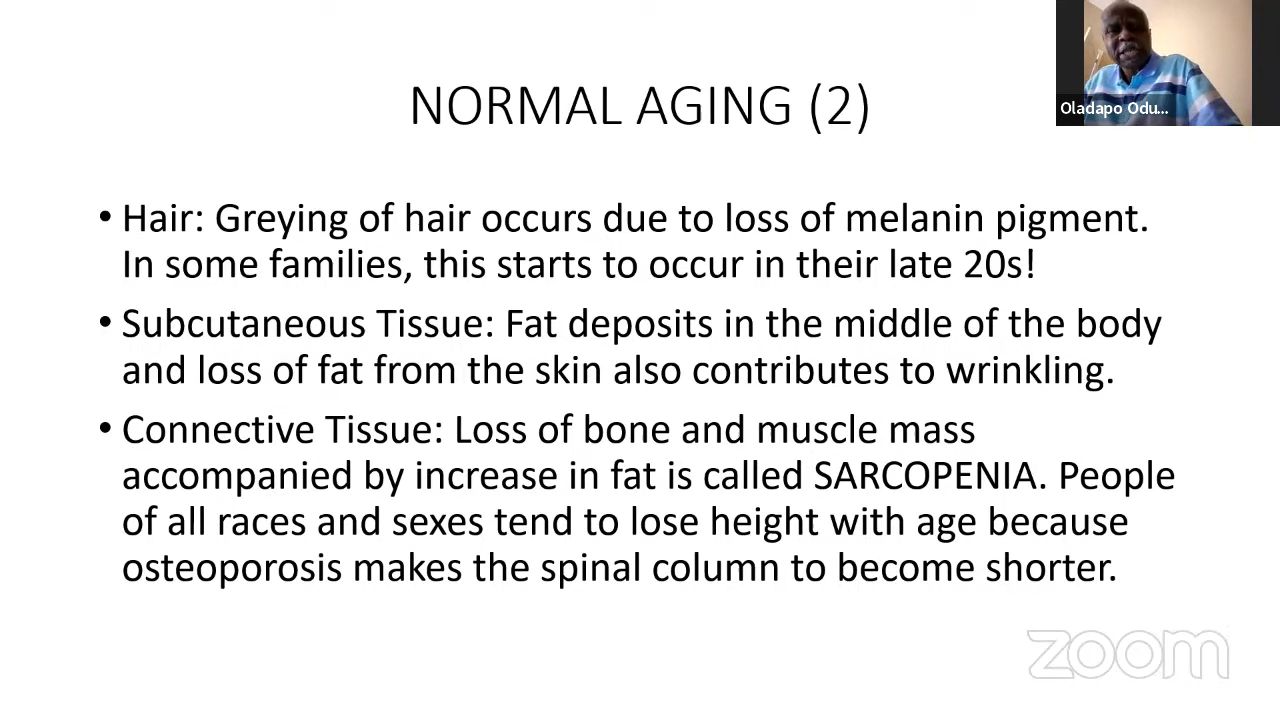 NORMAL AGING (2)
Oladapo Odu...
• Hair: Greying of hair occurs due to loss of melanin pigment.
In some families, this starts to occur in their late 20s!
• Subcutaneous Tissue: Fat deposits in the middle of the body
and loss of fat from the skin also contributes to wrinkling.
• Connective Tissue: Loss of bone and muscle mass
accompanied by increase in fat is called SARCOPENIA. People
of all races and sexes tend to lose height with age because
osteoporosis makes the spinal column to become shorter.
zoom